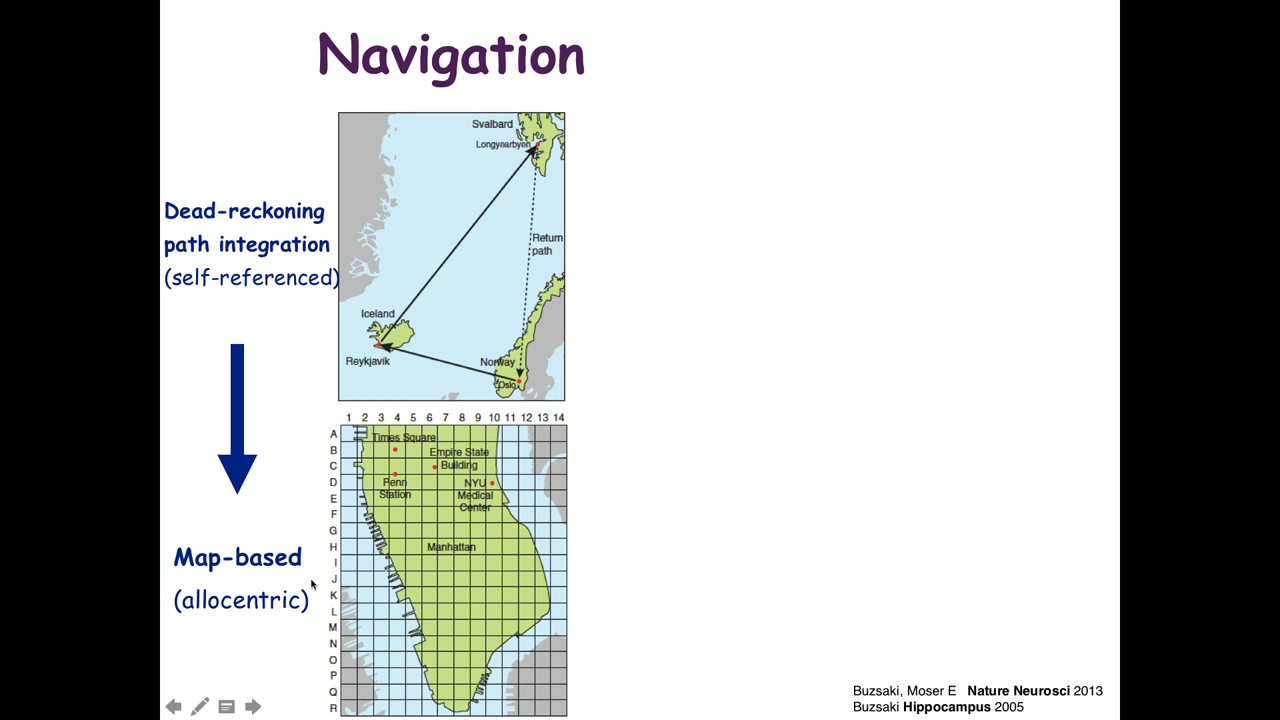 Navigation
Svalbard
Longyearbyen
Dead-reckoning
path integration
(self-referenced)
Return
path
Iceland
Reykjavik
Norway
Oslo
1 2 3 4 5 6 7 8 9 10 11 12 13 14
A
Times Square
B
Empire State
C
Building
D
Penn
NYU
Station
Medical
E
Center
F
G
H
Manhattan
I
J
K
L
M
N
O
P
Q
R
Map-based
(allocentric)
Buzsaki, Moser E Nature Neurosci 2013
Buzsaki Hippocampus 2005